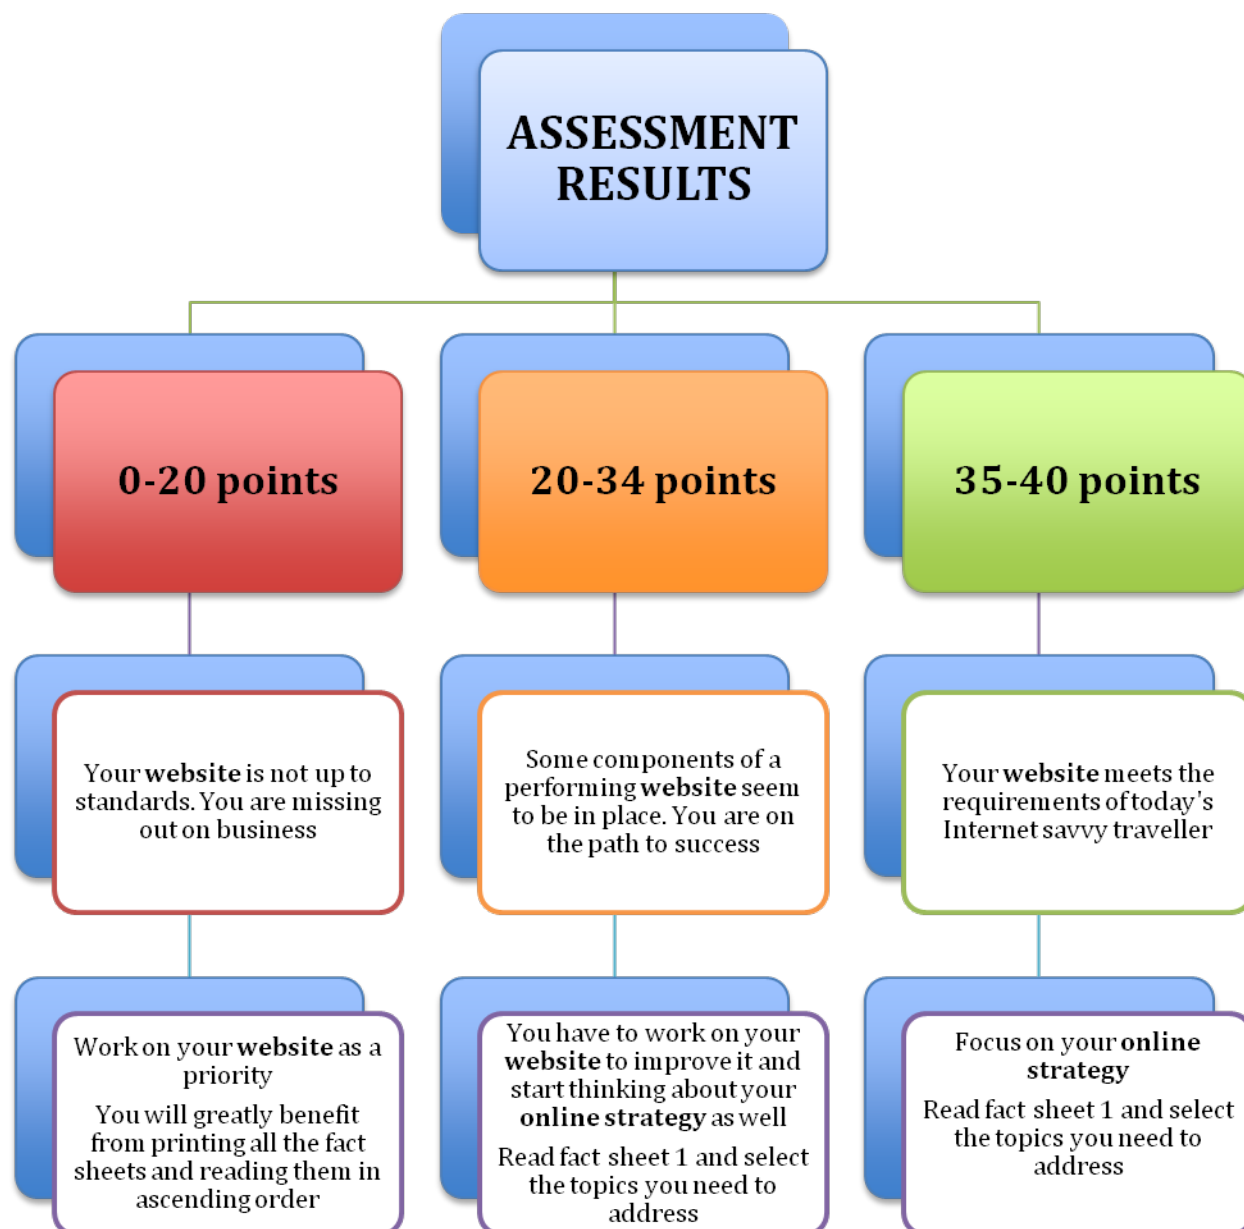 ASSESSMENT
RESULTS
0-20 points
20-34 points
35-40 points
Your website is not up to
standards. You are missing
out on business
Some components of a
performing website seem
to be in place. You are on
the path to success
Your website meets the
requirements of today's
Internet savvy traveller
Work on your website as a
priority
You will greatly benefit
from printing all the fact
sheets and reading them in
ascending order
You have to work on your
website to improve it and
start thinking about your
online strategy as well
Read fact sheet 1 and select
the topics you need to
address
Focus on your online
strategy
Read fact sheet 1 and select
the topics you need to
address